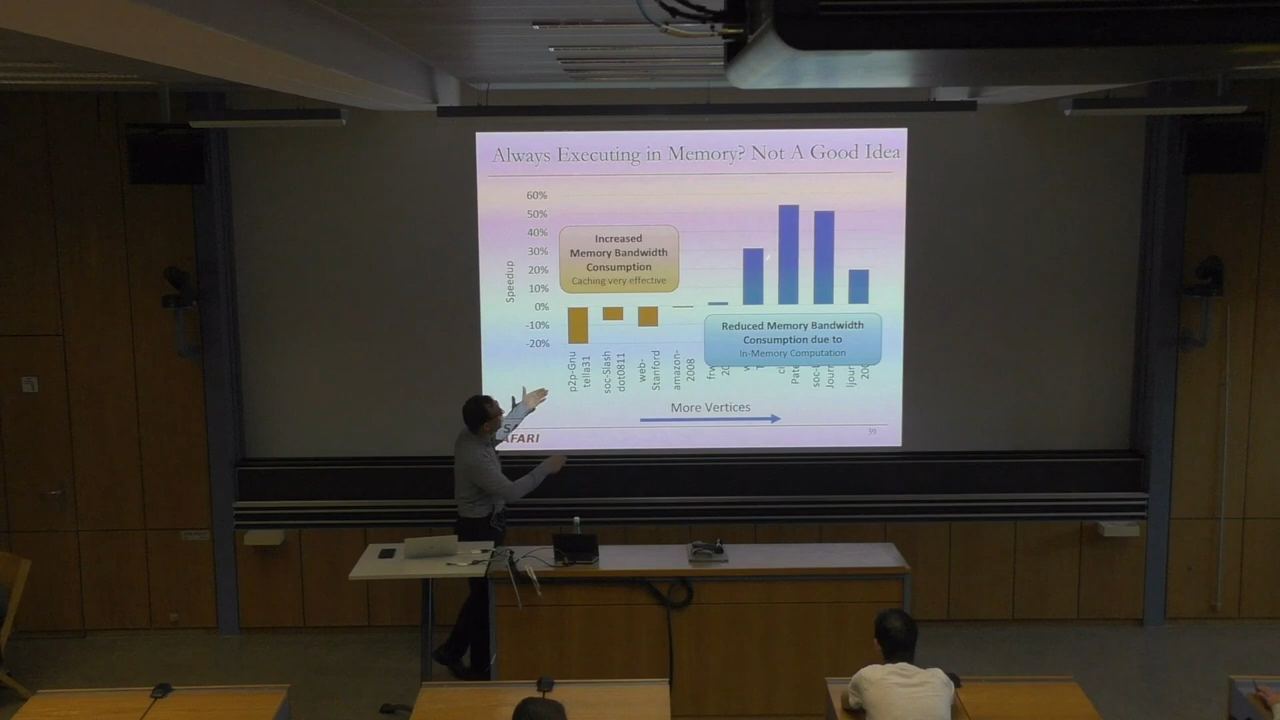 Always Executing in Memory? Not A Good Idea
60%
50%
40%
30%
20%
10%
0%
-10%
-20%
Speedup
Increased
Memory Bandwidth
Consumption
Caching very effective
Reduced Memory Bandwidth
Consumption due to
In-Memory Computation
p2p-Gnu
tella31
soc-Slash
dot0811
web-
Stanford
amazon-
2008
More Vertices
AFARI
39